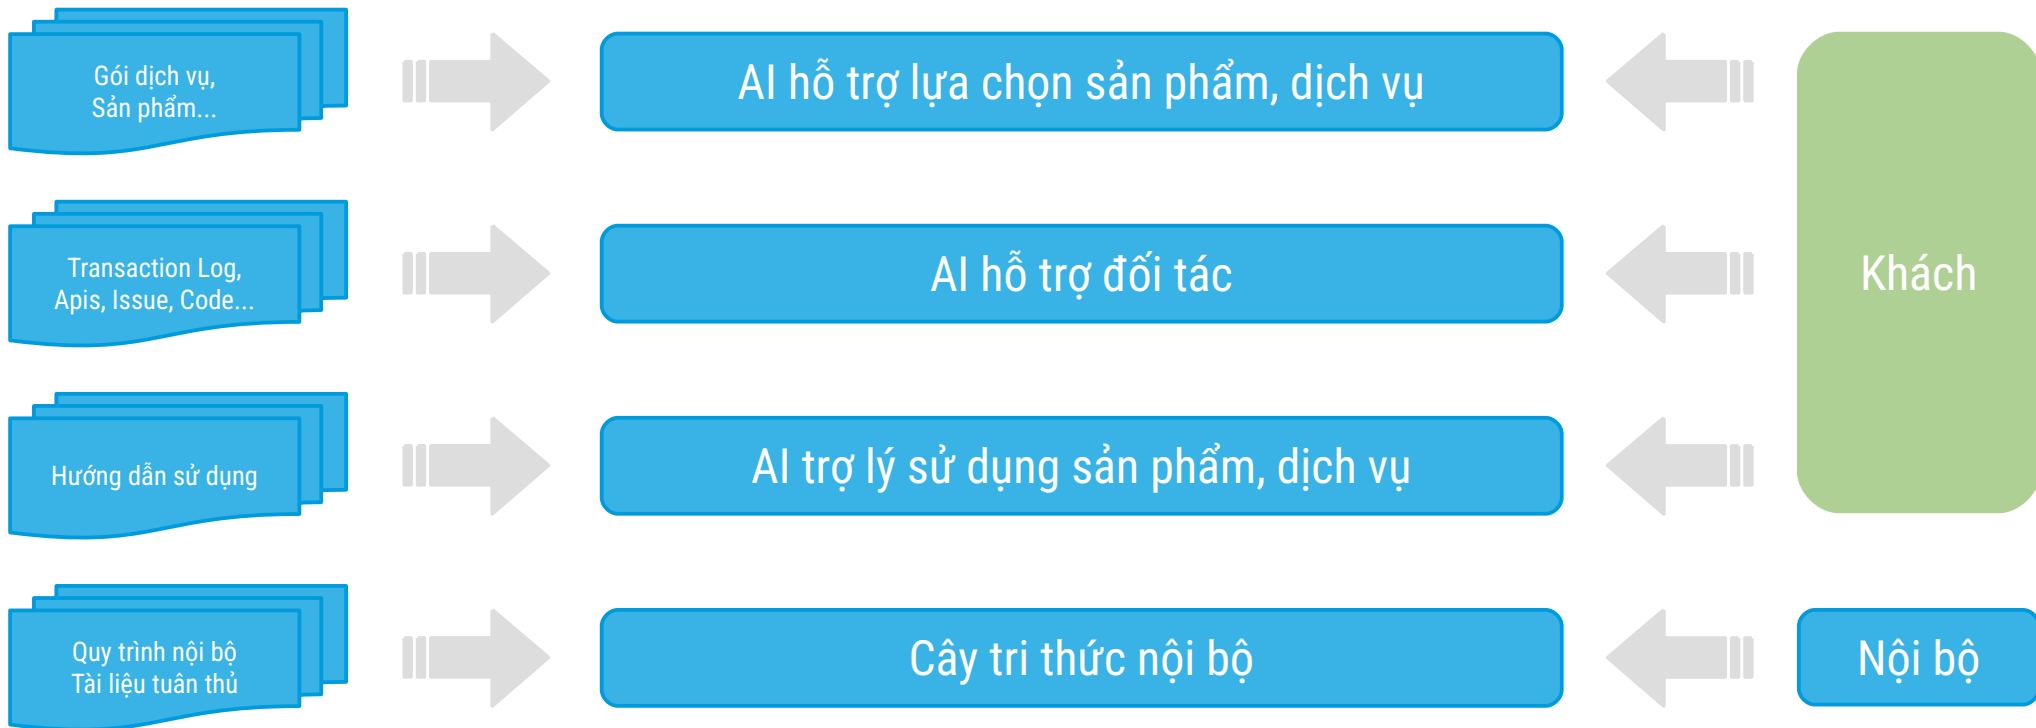 Gói dịch vụ,
Sản phẩm...
AI hỗ trợ lựa chọn sản phẩm, dịch vụ
Transaction Log,
Apis, Issue, Code...
AI hỗ trợ đối tác
Khách
Hướng dẫn sử dụng
AI trợ lý sử dụng sản phẩm, dịch vụ
Quy trình nội bộ
Tài liệu tuân thủ
Cây tri thức nội bộ
Nội bộ